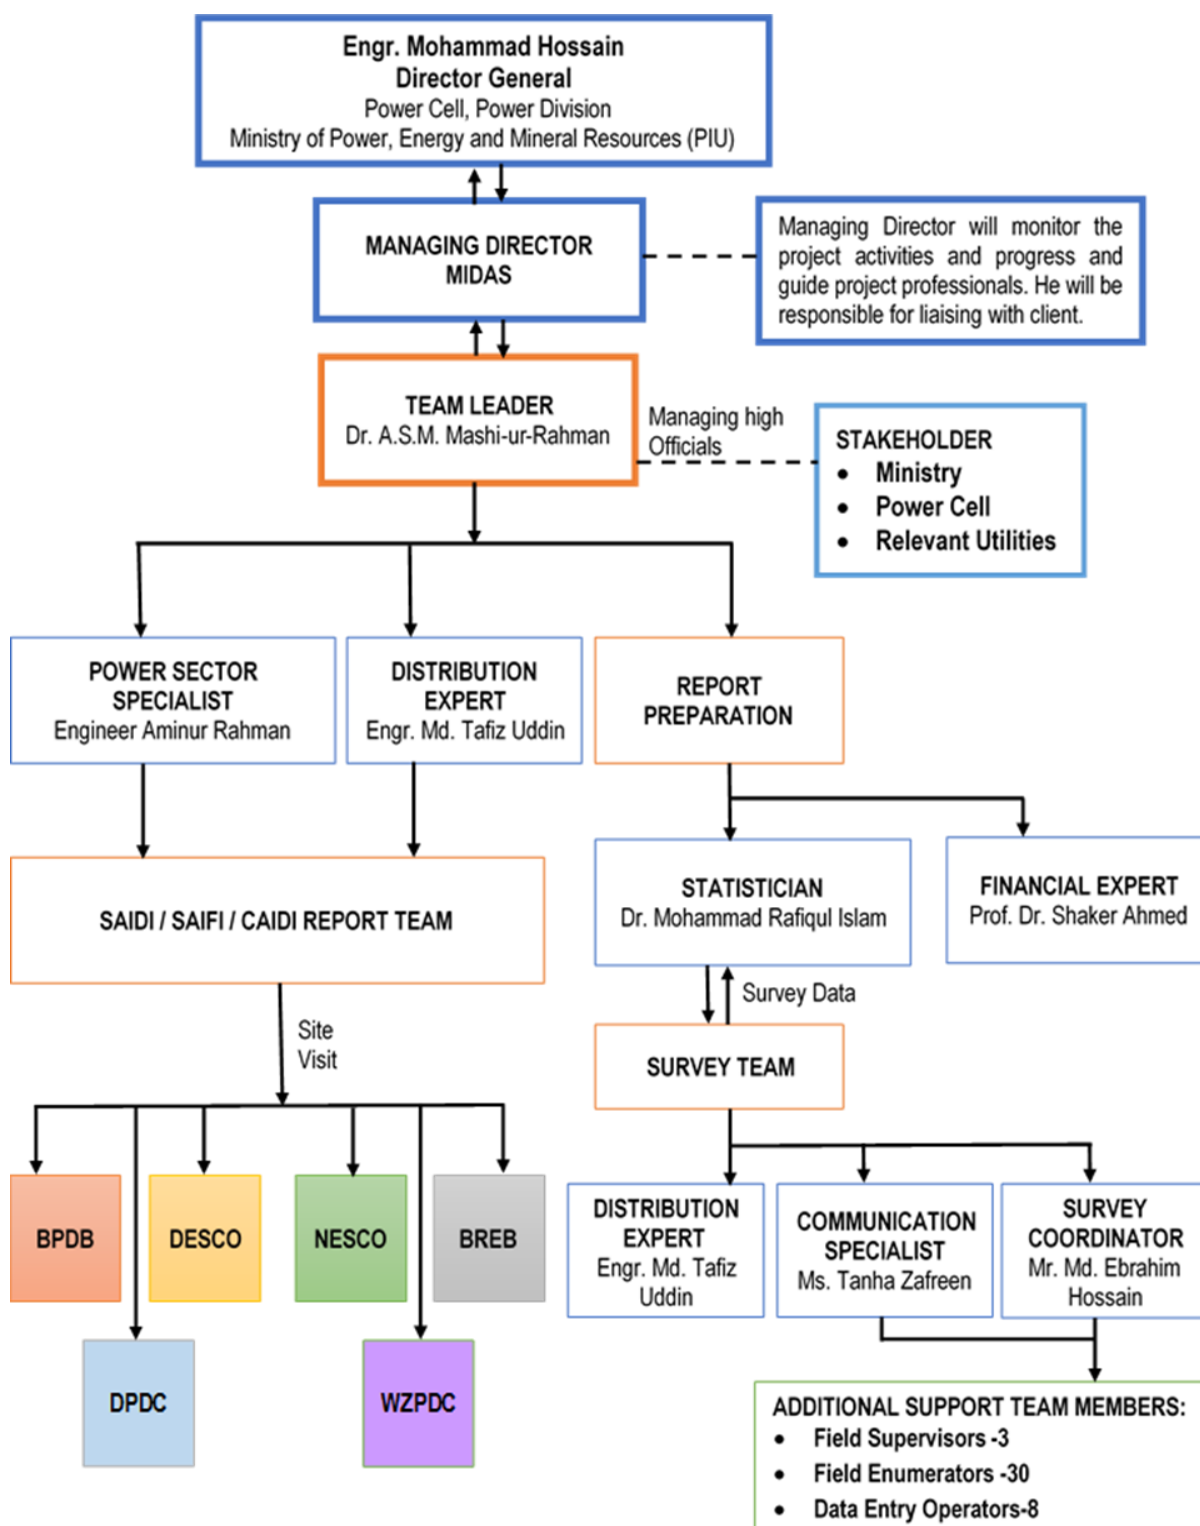 Engr. Mohammad Hossain
Director General
Power Cell, Power Division
Ministry of Power, Energy and Mineral Resources (PIU)
MANAGING DIRECTOR
MIDAS
Managing Director will monitor the
project activities and progress and
guide project professionals. He will be
responsible for liaising with client.
TEAM LEADER
Dr. A.S.M. Mashi-ur-Rahman
Managing high
Officials
STAKEHOLDER
• Ministry
• Power Cell
• Relevant Utilities
POWER SECTOR
SPECIALIST
Engineer Aminur Rahman
DISTRIBUTION
EXPERT
Engr. Md. Tafiz Uddin
REPORT
PREPARATION
SAIDI / SAIFI / CAIDI REPORT TEAM
STATISTICIAN
Dr. Mohammad Rafiqul Islam
FINANCIAL EXPERT
Prof. Dr. Shaker Ahmed
Survey Data
Site
Visit
SURVEY TEAM
BPDB
DESCO
NESCO
BREB
DPDC
WZPDC
DISTRIBUTION
EXPERT
Engr. Md. Tafiz
Uddin
COMMUNICATION
SPECIALIST
Ms. Tanha Zafreen
SURVEY
COORDINATOR
Mr. Md. Ebrahim
Hossain
ADDITIONAL SUPPORT TEAM MEMBERS:
• Field Supervisors -3
• Field Enumerators -30
• Data Entry Operators-8